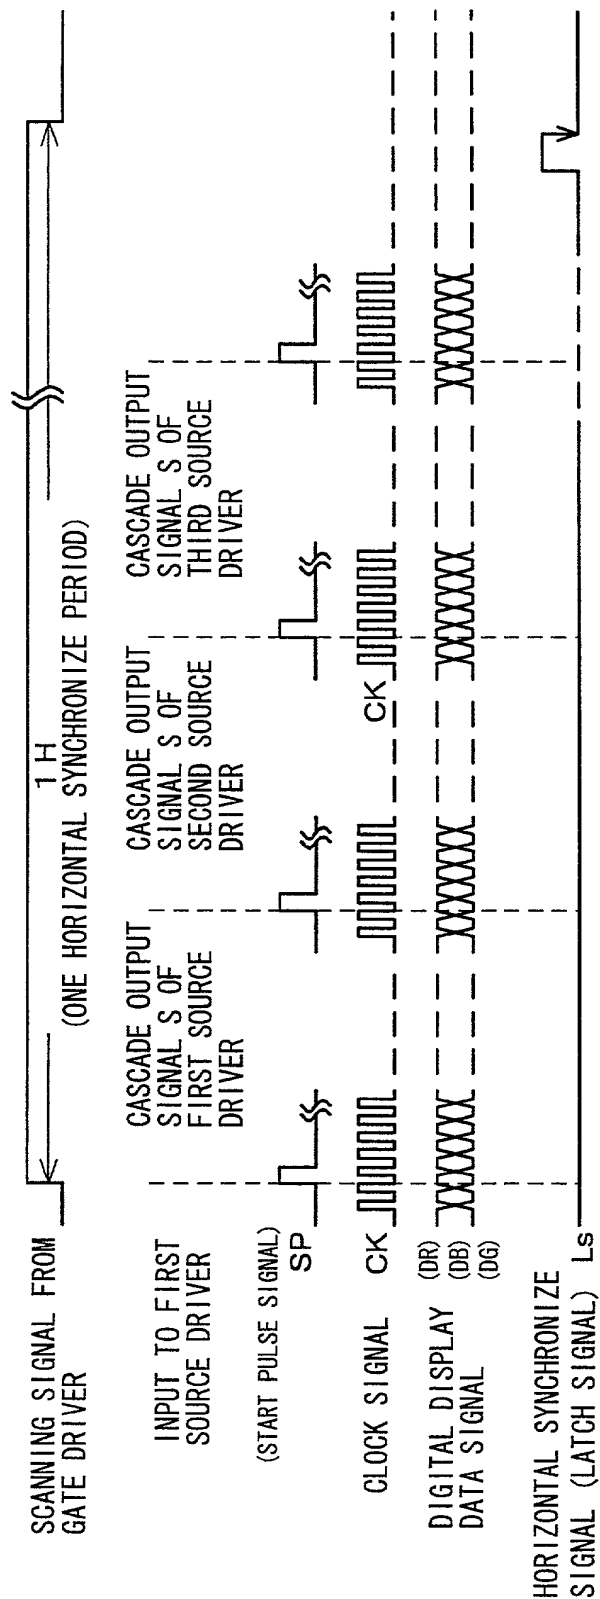 SCANNING SIGNAL FROM
GATE DRIVER
1 H
(ONE HORIZONTAL SYNCHRONIZE PERIOD)
INPUT TO FIRST
SOURCE DRIVER
(START PULSE SIGNAL)
SP
CASCADE OUTPUT
SIGNAL S OF
FIRST SOURCE
DRIVER
CASCADE OUTPUT
SIGNAL S OF
SECOND SOURCE
DRIVER
CASCADE OUTPUT
SIGNAL S OF
THIRD SOURCE
DRIVER
CLOCK SIGNAL
CK
CK
DIGITAL DISPLAY
DATA SIGNAL
(DR)
(DB)
(DG)
HORIZONTAL SYNCHRONIZE
SIGNAL (LATCH SIGNAL)
Ls